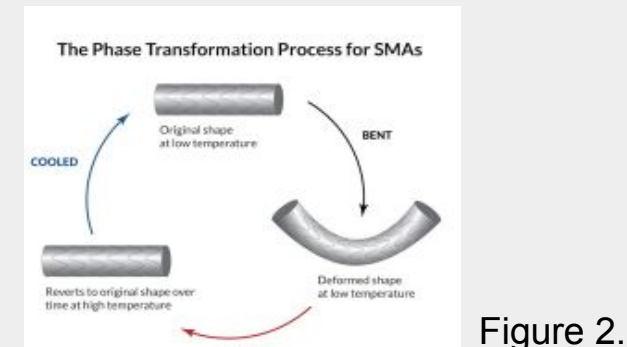 The Phase Transformation Process for SMAs
Original shape
at low temperature
BENT
COOLED
Deformed shape
at low temperature
Reverts to original shape over
time at high temperature
Figure 2.